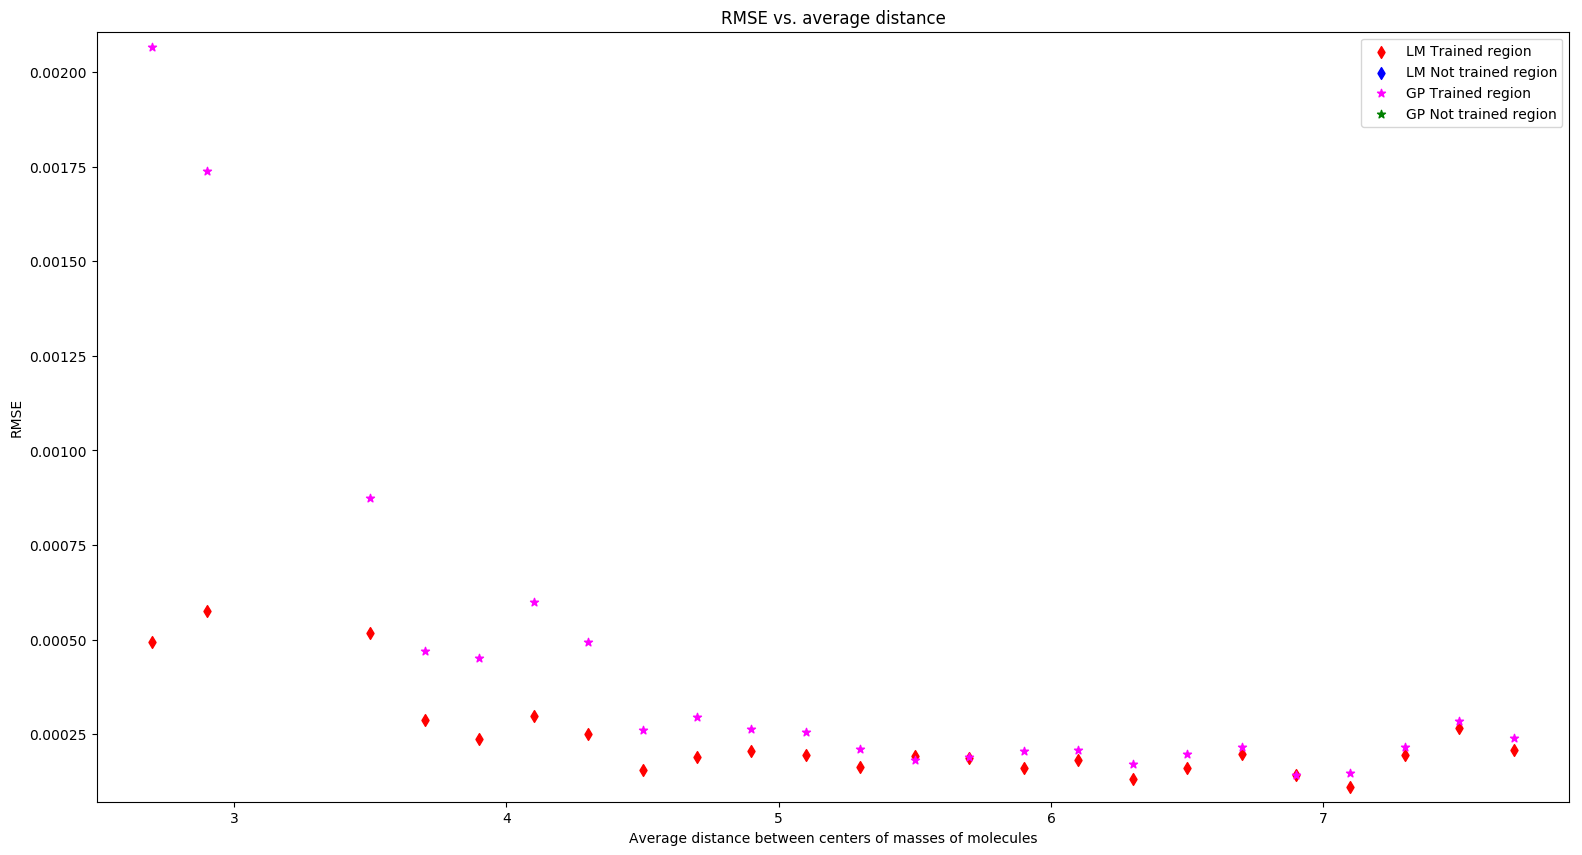 RMSE vs. average distance
LM Trained region
LM Not trained region
GP Trained region
GP Not trained region
0.00200
0.00175
0.00150
0.00125
0.00100
0.00075
0.00050
0.00025
RMSE
3
4
5
6
7
Average distance between centers of masses of molecules